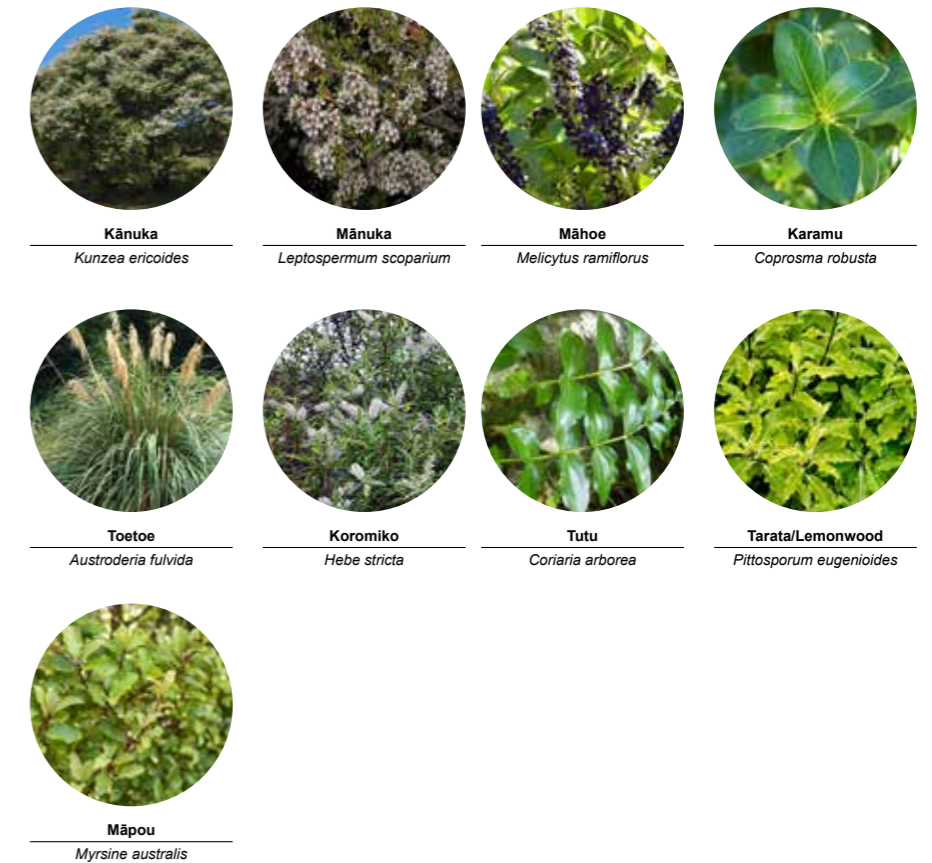 Kānuka
Kunzea ericoides
Mānuka
Leptospermum scoparium
Māhoe
Melicytus ramiflorus
Karamu
Coprosma robusta
Toetoe
Austroderia fulvida
Koromiko
Hebe stricta
Tutu
Coriaria arborea
Tarata/Lemonwood
Pittosporum eugenioides
Māpou
Myrsine australis